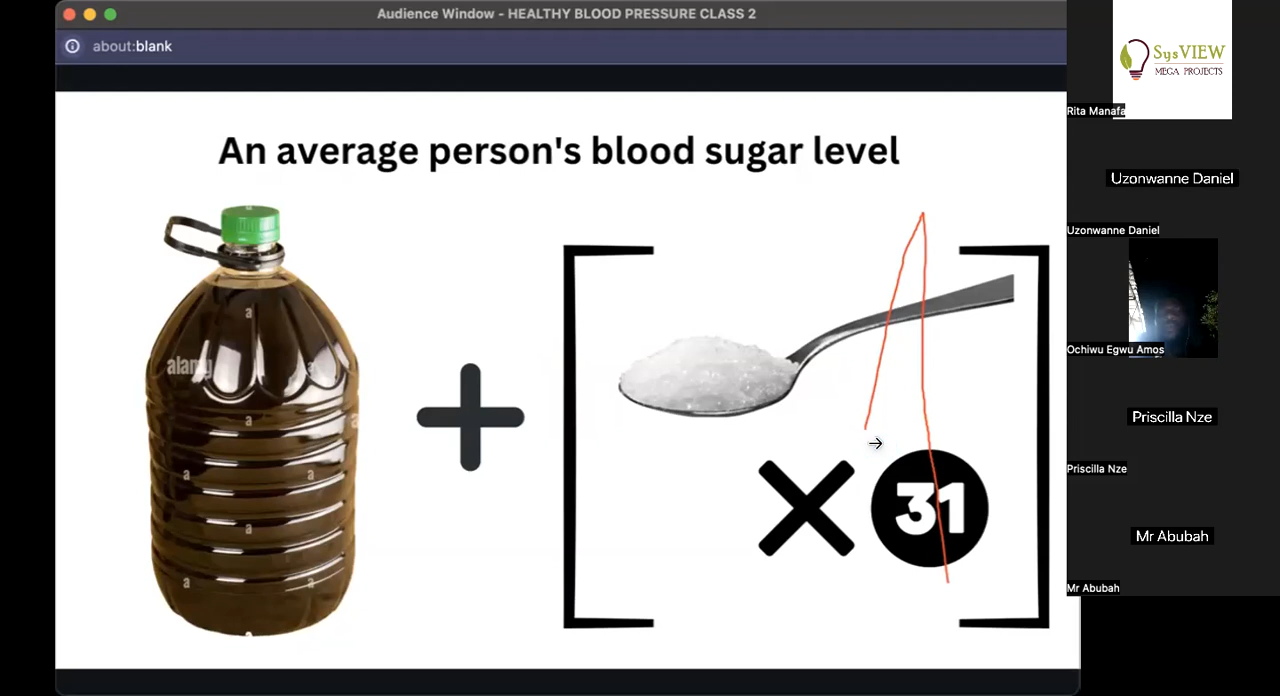 Audience Window - HEALTHY BLOOD PRESSURE CLASS 2
about:blank
An average person's blood sugar level
a
a
alamy
a
a
a
a
a
a
a
a
a
31
SysVIEW
MEGA PROJECTS
Rita Manafa
Uzonwanne Daniel
Uzonwanne Daniel
Ochiwu Egwu Amos
Priscilla Nze
Priscilla Nze
Mr Abubah
Mr Abubah